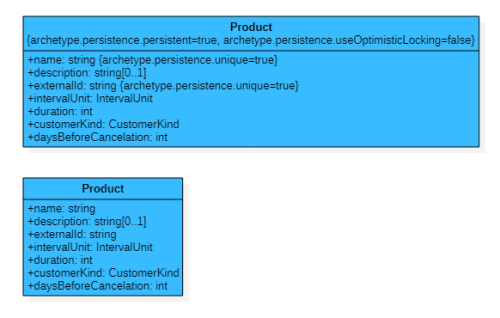 Product
{archetype.persistence.persistent=true, archetype.persistence.useOptimisticLocking=false}
+name: string {archetype.persistence.unique=true}
+description: string[0..1]
+externalId: string {archetype.persistence.unique=true}
+intervalUnit: IntervalUnit
+duration: int
+customerKind: CustomerKind
+daysBeforeCancelation: int
Product
+name: string
+description: string[0..1]
+externalId: string
+intervalUnit: IntervalUnit
+duration: int
+customerKind: CustomerKind
+daysBeforeCancelation: int